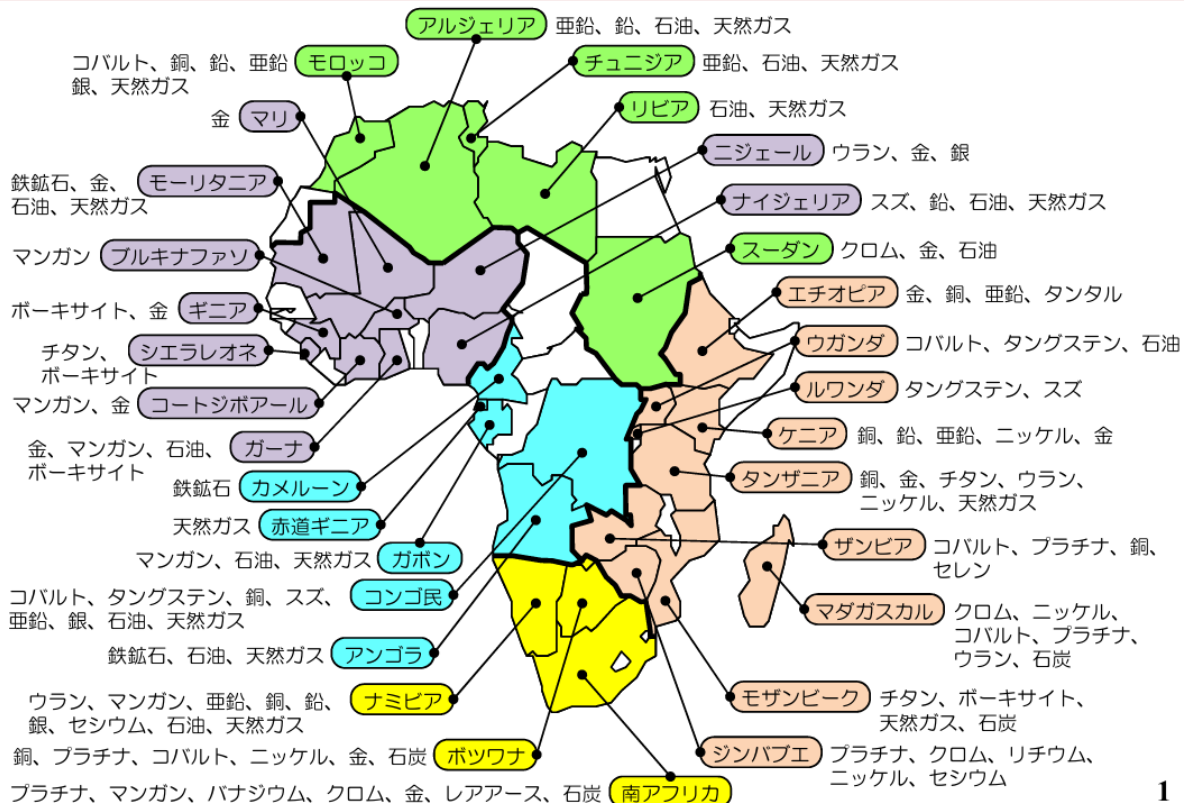 アルジェリア 亜鉛、鉛、石油、天然ガス
コバルト、銅、鉛、亜鉛 モロッコ
銀、天然ガス
チュニジア 亜鉛、石油、天然ガス
金 マリ
リビア 石油、天然ガス
ニジェール ウラン、金、銀
鉄鉱石、金、 モーリタニア
石油、天然ガス
ナイジェリア スズ、鉛、石油、天然ガス
マンガン ブルキナファソ
スーダン クロム、金、石油
エチオピア 金、銅、亜鉛、タンタル
ボーキサイト、金 ギニア
ウガンダ コバルト、タングステン、石油
チタン、 シエラレオネ
ボーキサイト
ルワンダ タングステン、スズ
マンガン、金 コートジボアール
ケニア 銅、鉛、亜鉛、ニッケル、金
金、マンガン、石油、 ガーナ
ボーキサイト
タンザニア 銅、金、チタン、ウラン、
ニッケル、天然ガス
鉄鉱石 カメルーン
天然ガス 赤道ギニア
マンガン、石油、天然ガス ガボン
ザンビア コバルト、プラチナ、銅、
セレン
コバルト、タングステン、銅、スズ、 コンゴ民
亜鉛、銀、石油、天然ガス
マダガスカル クロム、ニッケル、
コバルト、プラチナ、
ウラン、石炭
鉄鉱石、石油、天然ガス アンゴラ
ウラン、マンガン、亜鉛、銅、鉛、 ナミビア
銀、セシウム、石油、天然ガス
モザンビーク チタン、ボーキサイト、
天然ガス、石炭
銅、プラチナ、コバルト、ニッケル、金、石炭 ボツワナ
ジンバブエ プラチナ、クロム、リチウム、
ニッケル、セシウム
プラチナ、マンガン、バナジウム、クロム、金、レアアース、石炭 南アフリカ
1